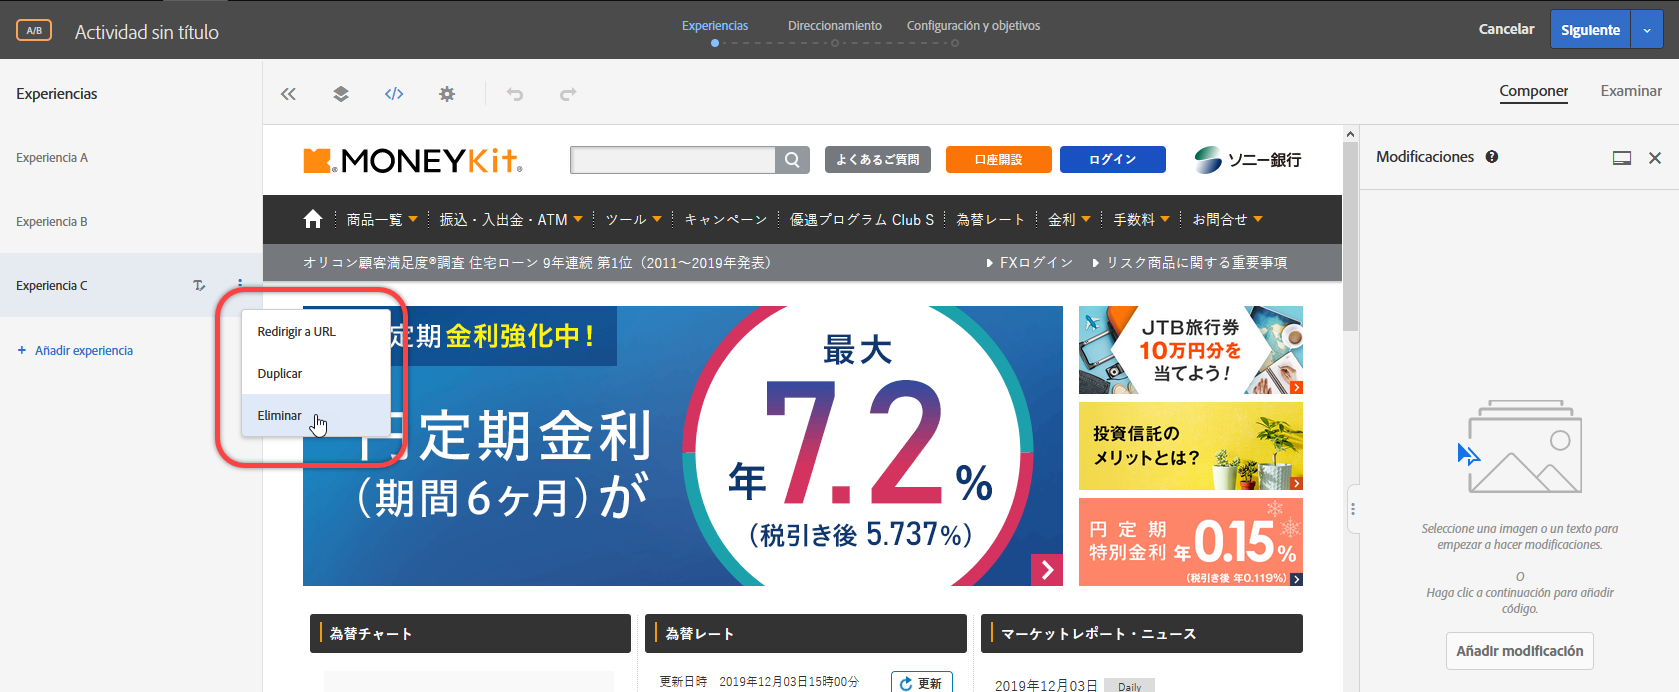 A/B
Actividad sin título
Experiencias
Direccionamiento
Configuración y objetivos
Cancelar
Siguiente
Experiencias
Componer
Examinar
Experiencia A
Experiencia B
Experiencia C
Añadir experiencia
Redirigir a URL
Duplicar
Eliminar
MONEYKit
よくあるご質問
口座開設
ログイン
ソニー銀行
商品一覧
振込・入出金・ATM
ツール
キャンペーン
優遇プログラム Club S
為替レート
金利
手数料
お問合せ
オリコン顧客満足度®調査 住宅ローン 9年連続 第1位（2011～2019年発表）
FXログイン
リスク商品に関する重要事項
定期 金利強化中！
円定期金利
（期間6ヶ月）が
最大
年7.2%
（税引き後 5.737%）
JTB旅行券
10万円分を
当てよう！
投資信託の
メリットとは？
円定期
特別金利 年0.15%
（税引き後 年0.119%）
為替チャート
為替レート
マーケットレポート・ニュース
更新日時 2019年12月03日15時00分
更新
2019年12月03日 Daily
Modificaciones
Seleccione una imagen o un texto para
empezar a hacer modificaciones.
O
Haga clic a continuación para añadir
código.
Añadir modificación